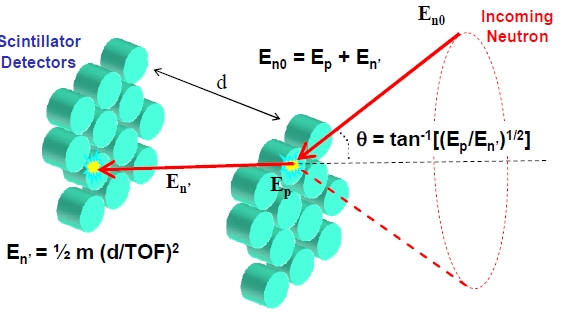 E_n0
Incoming
Neutron
Scintillator
Detectors
E_n0 = E_p + E_n'
d
θ = tan⁻¹[(E_p/E_n')^1/2]
E_n'
E_p
E_n' = ½ m (d/TOF)²